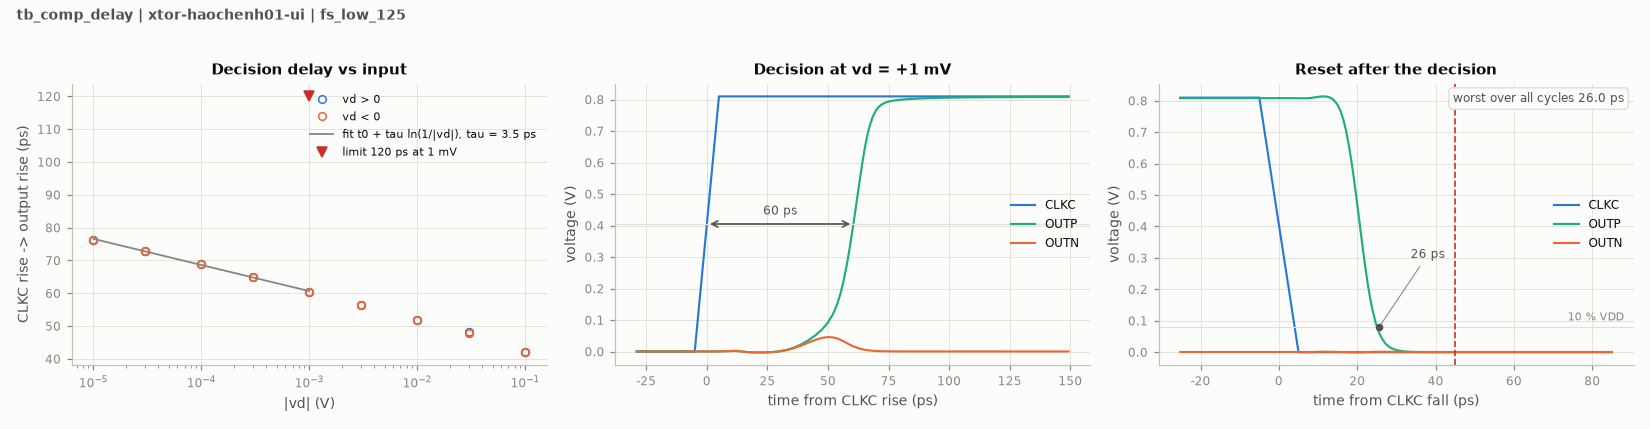 tb_comp_delay | xtor-haochenh01-ui | fs_low_125
Decision delay vs input
CLKC rise -> output rise (ps)
120
110
100
90
80
70
60
50
40
vd > 0
vd < 0
fit t0 + tau ln(1/|vd|), tau = 3.5 ps
limit 120 ps at 1 mV
10⁻⁵
10⁻⁴
10⁻³
10⁻²
10⁻¹
|vd| (V)
Decision at vd = +1 mV
voltage (V)
0.8
0.7
0.6
0.5
0.4
0.3
0.2
0.1
0.0
60 ps
CLKC
OUTP
OUTN
-25
0
25
50
75
100
125
150
time from CLKC rise (ps)
Reset after the decision
voltage (V)
0.8
0.7
0.6
0.5
0.4
0.3
0.2
0.1
0.0
worst over all cycles 26.0 ps
CLKC
OUTP
OUTN
26 ps
10 % VDD
-20
0
20
40
60
80
time from CLKC fall (ps)